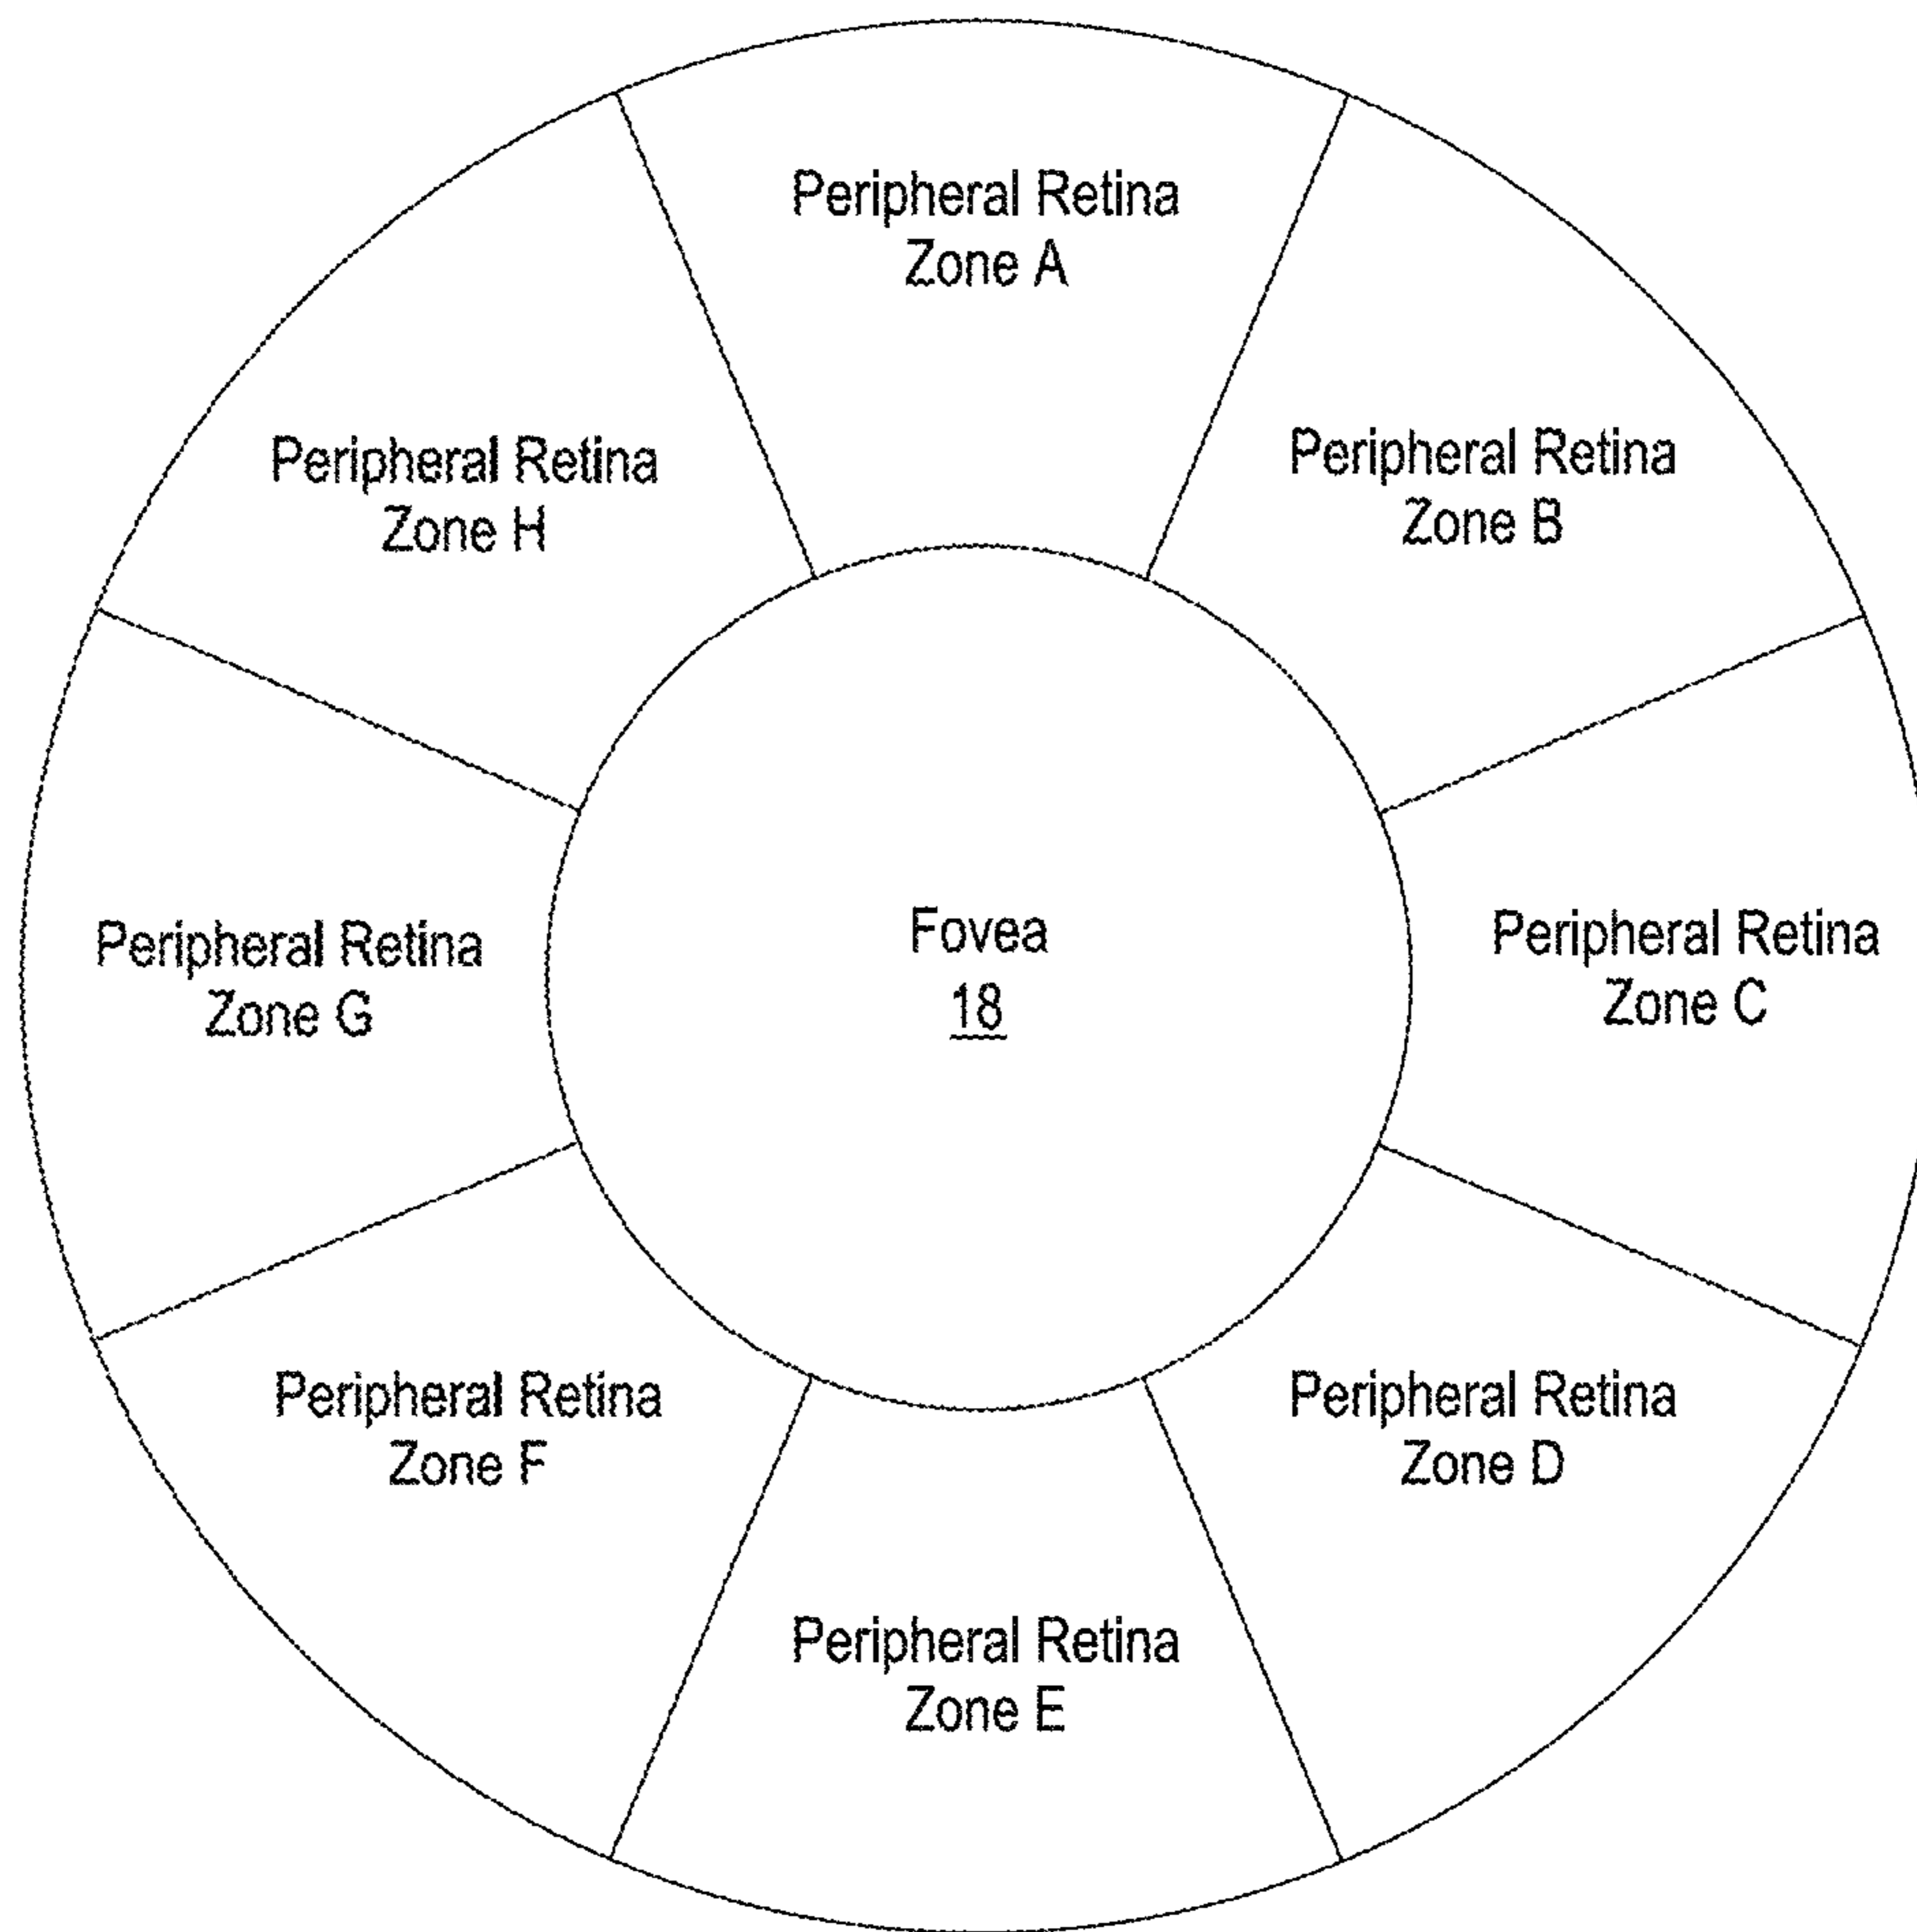 Peripheral Retina
Zone A
Peripheral Retina
Zone B
Peripheral Retina
Zone H
Fovea
18
Peripheral Retina
Zone C
Peripheral Retina
Zone G
Peripheral Retina
Zone D
Peripheral Retina
Zone F
Peripheral Retina
Zone E